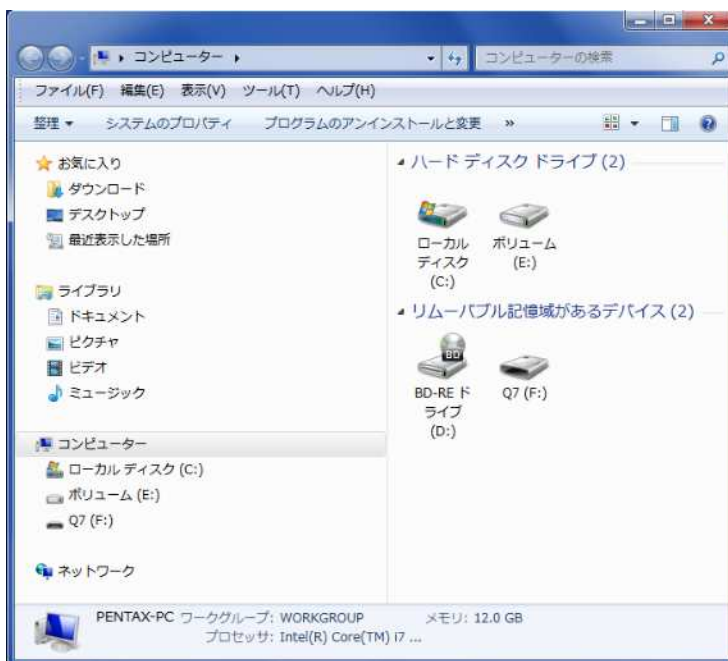 コンピューター
コンピューターの検索
ファイル(F) 編集(E) 表示(V) ツール(T) ヘルプ(H)
整理 システムのプロパティ プログラムのアンインストールと変更 »
お気に入り
ダウンロード
デスクトップ
最近表示した場所
ライブラリ
ドキュメント
ピクチャ
ビデオ
ミュージック
コンピューター
ローカル ディスク (C:)
ボリューム (E:)
Q7 (F:)
ネットワーク
ハード ディスク ドライブ (2)
ローカル
ディスク
(C:)
ボリューム
(E:)
リムーバブル記憶域があるデバイス (2)
BD
BD-RE ド
ライブ
(D:)
Q7 (F:)
PENTAX-PC ワークグループ: WORKGROUP メモリ: 12.0 GB
プロセッサ: Intel(R) Core(TM) i7 ...